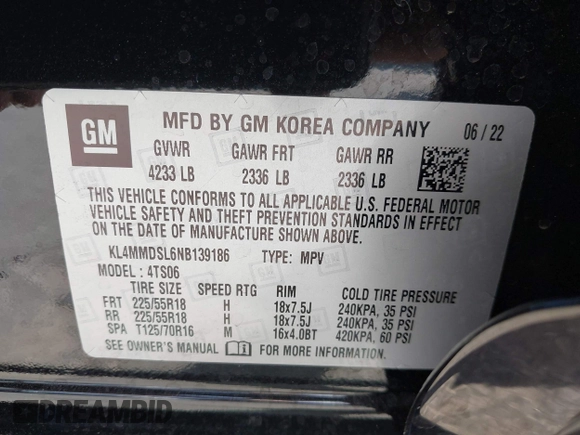 GM
MFD BY GM KOREA COMPANY 06 / 22
GVWR GAWR FRT GAWR RR
4233 LB 2336 LB 2336 LB
THIS VEHICLE CONFORMS TO ALL APPLICABLE U.S. FEDERAL MOTOR
VEHICLE SAFETY AND THEFT PREVENTION STANDARDS IN EFFECT
ON THE DATE OF MANUFACTURE SHOWN ABOVE.
KL4MMDSL6NB139186 TYPE: MPV
MODEL: 4TS06
TIRE SIZE SPEED RTG RIM COLD TIRE PRESSURE
FRT 225/55R18 H 18x7.5J 240KPA, 35 PSI
RR 225/55R18 H 18x7.5J 240KPA, 35 PSI
SPA T125/70R16 M 16x4.0BT 420KPA, 60 PSI
SEE OWNER'S MANUAL FOR MORE INFORMATION
DREAMBID